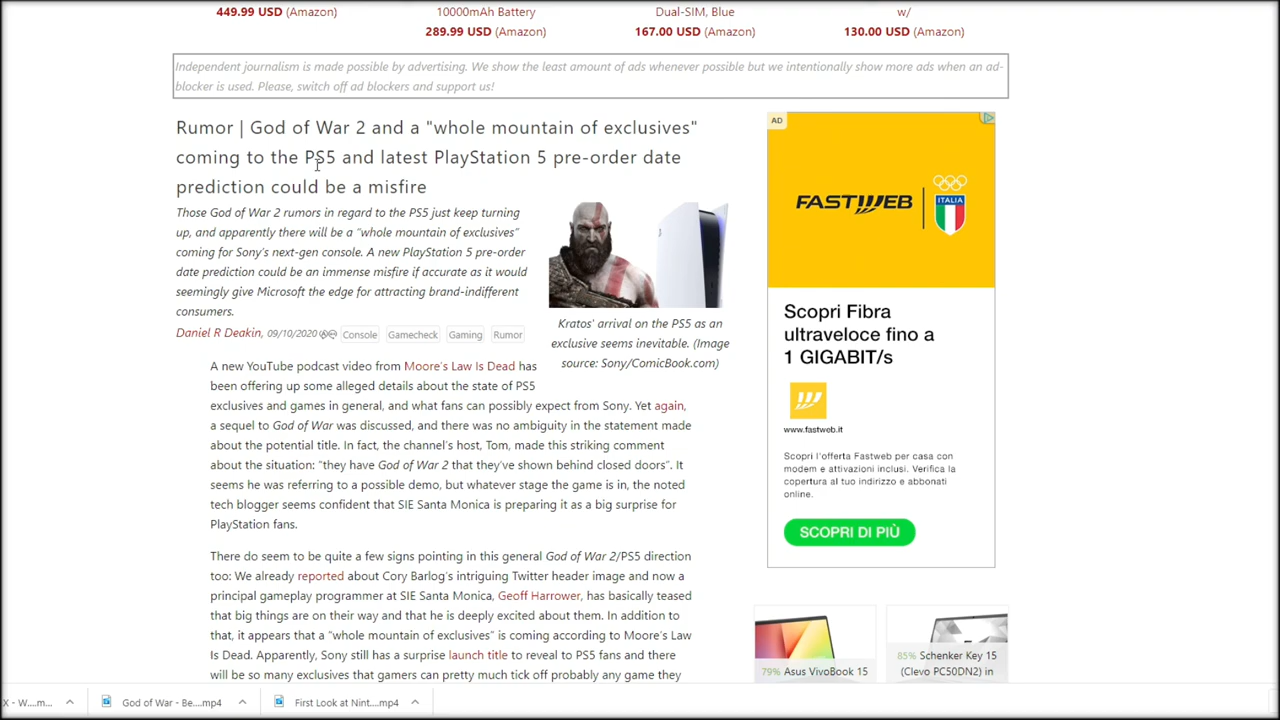 449.99 USD (Amazon)
10000mAh Battery
289.99 USD (Amazon)
Dual-SIM, Blue
167.00 USD (Amazon)
w/
130.00 USD (Amazon)
Independent journalism is made possible by advertising. We show the least amount of ads whenever possible but we intentionally show more ads when an ad-
blocker is used. Please, switch off ad blockers and support us!
Rumor | God of War 2 and a "whole mountain of exclusives"
coming to the PS5 and latest PlayStation 5 pre-order date
prediction could be a misfire
Those God of War 2 rumors in regard to the PS5 just keep turning
up, and apparently there will be a “whole mountain of exclusives”
coming for Sony’s next-gen console. A new PlayStation 5 pre-order
date prediction could be an immense misfire if accurate as it would
seemingly give Microsoft the edge for attracting brand-indifferent
consumers.
Daniel R Deakin, 09/10/2020
Console
Gamecheck
Gaming
Rumor
Kratos' arrival on the PS5 as an
exclusive seems inevitable. (Image
source: Sony/ComicBook.com)
A new YouTube podcast video from Moore’s Law Is Dead has
been offering up some alleged details about the state of PS5
exclusives and games in general, and what fans can possibly expect from Sony. Yet again,
a sequel to God of War was discussed, and there was no ambiguity in the statement made
about the potential title. In fact, the channel’s host, Tom, made this striking comment
about the situation: “they have God of War 2 that they’ve shown behind closed doors”. It
seems he was referring to a possible demo, but whatever stage the game is in, the noted
tech blogger seems confident that SIE Santa Monica is preparing it as a big surprise for
PlayStation fans.
There do seem to be quite a few signs pointing in this general God of War 2/PS5 direction
too: We already reported about Cory Barlog’s intriguing Twitter header image and now a
principal gameplay programmer at SIE Santa Monica, Geoff Harrower, has basically teased
that big things are on their way and that he is deeply excited about them. In addition to
that, it appears that a “whole mountain of exclusives” is coming according to Moore’s Law
Is Dead. Apparently, Sony still has a surprise launch title to reveal to PS5 fans and there
will be so many exclusives that gamers can pretty much tick off probably any game they
AD
FASTWEB
ITALIA
Scopri Fibra
ultraveloce fino a
1 GIGABIT/s
www.fastweb.it
Scopri l'offerta Fastweb per casa con
modem e attivazioni inclusi. Verifica la
copertura al tuo indirizzo e abbonati
online.
SCOPRI DI PIÙ
79% Asus VivoBook 15
85% Schenker Key 15
(Clevo PC50DN2) in
X - W....m...
God of War - Be....mp4
First Look at Nint....mp4